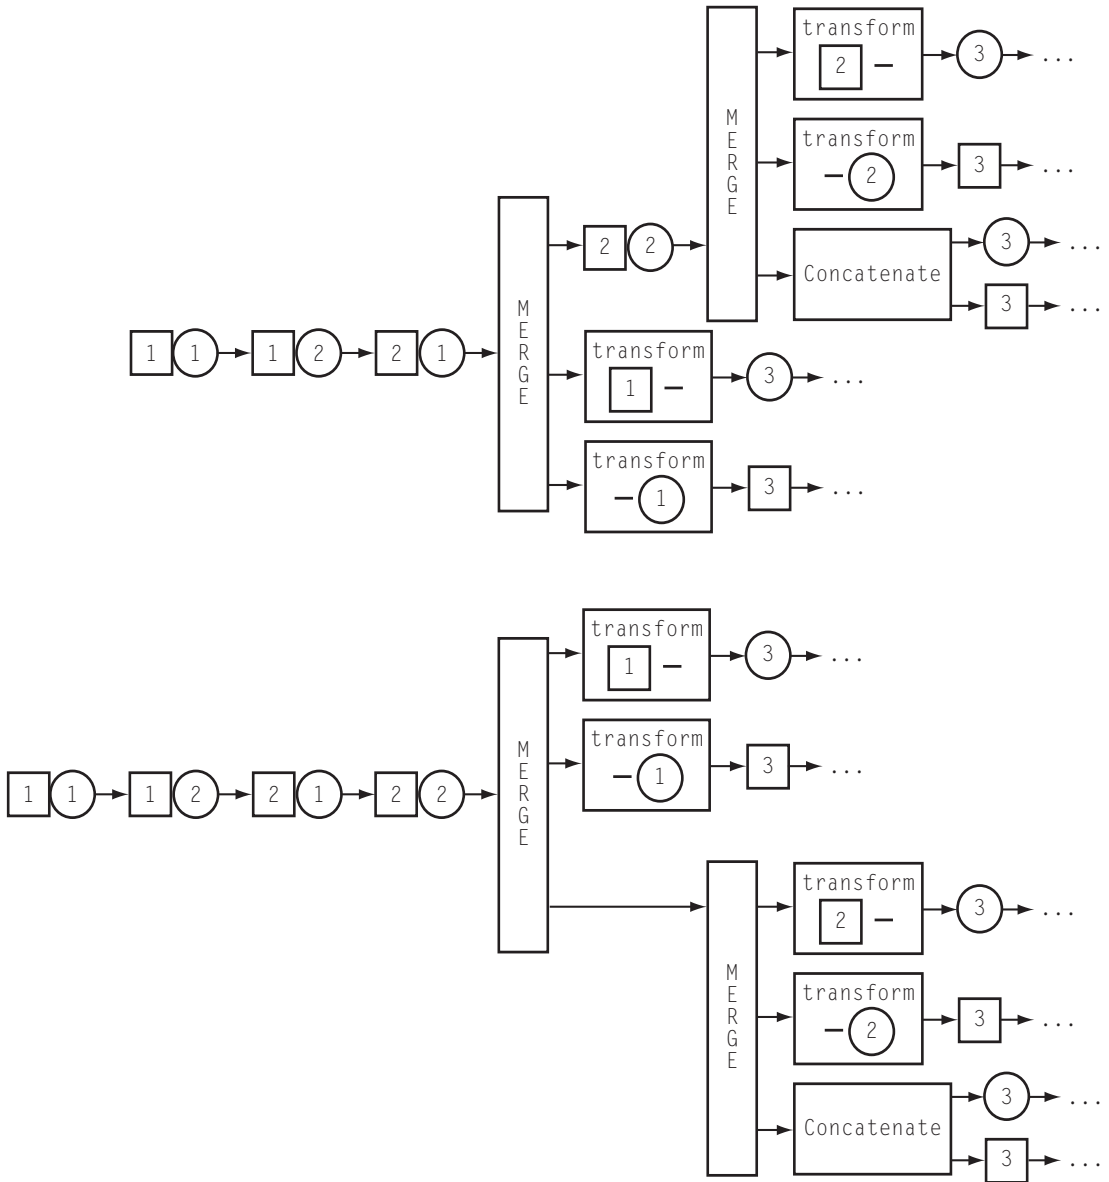 transform
2 –
3 ...
MERGE
transform
– 2
3 ...
2 2
Concatenate
3 ...
3 ...
1 1
1 2
2 1
MERGE
transform
1 –
3 ...
transform
– 1
3 ...
transform
1 –
3 ...
transform
– 1
3 ...
1 1
1 2
2 1
2 2
MERGE
transform
2 –
3 ...
MERGE
transform
– 2
3 ...
Concatenate
3 ...
3 ...